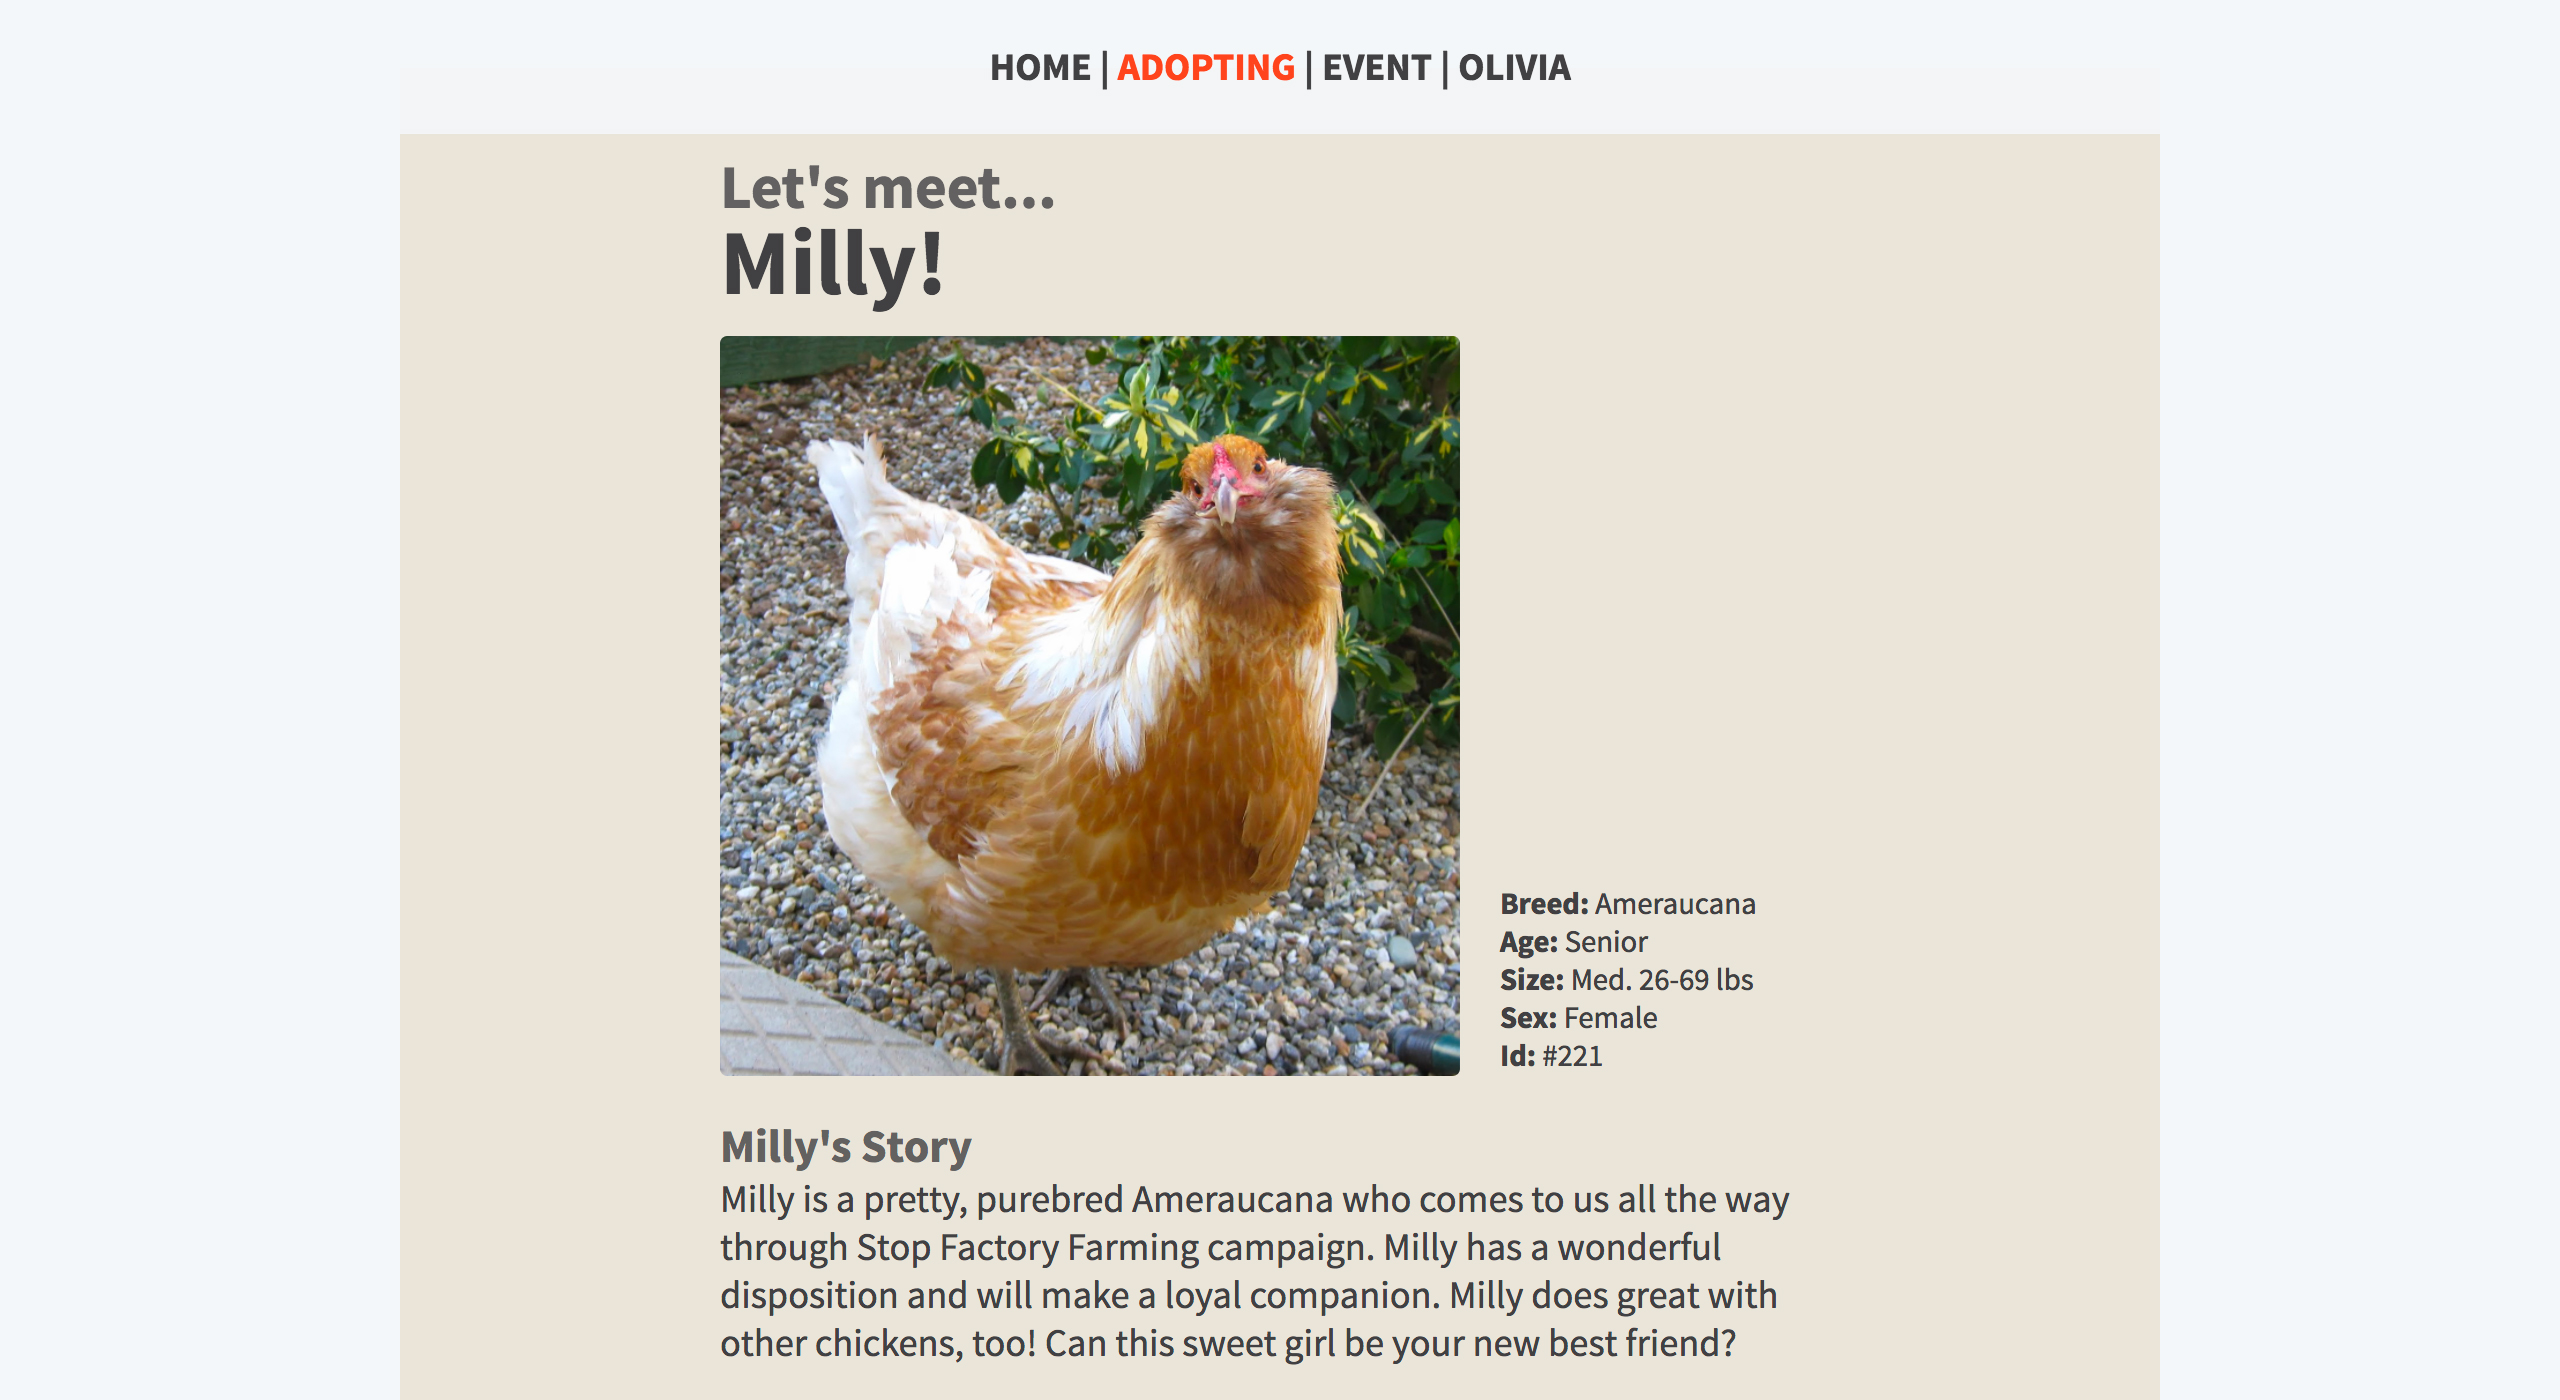 HOME | ADOPTING | EVENT | OLIVIA
Let's meet...
Milly!
Breed: Ameraucana
Age: Senior
Size: Med. 26-69 lbs
Sex: Female
Id: #221
Milly's Story
Milly is a pretty, purebred Ameraucana who comes to us all the way
through Stop Factory Farming campaign. Milly has a wonderful
disposition and will make a loyal companion. Milly does great with
other chickens, too! Can this sweet girl be your new best friend?